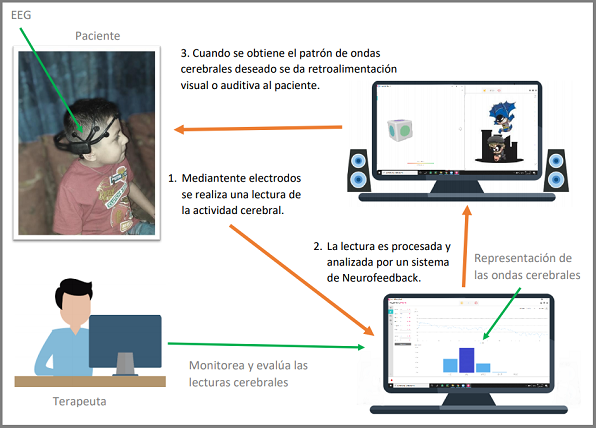 EEG
Paciente
3. Cuando se obtiene el patrón de ondas
cerebrales deseado se da retroalimentación
visual o auditiva al paciente.
1. Mediantente electrodos
se realiza una lectura de
la actividad cerebral.
2. La lectura es procesada y
analizada por un sistema
de Neurofeedback.
Representación de
las ondas cerebrales
Monitorea y evalúa las
lecturas cerebrales
Terapeuta